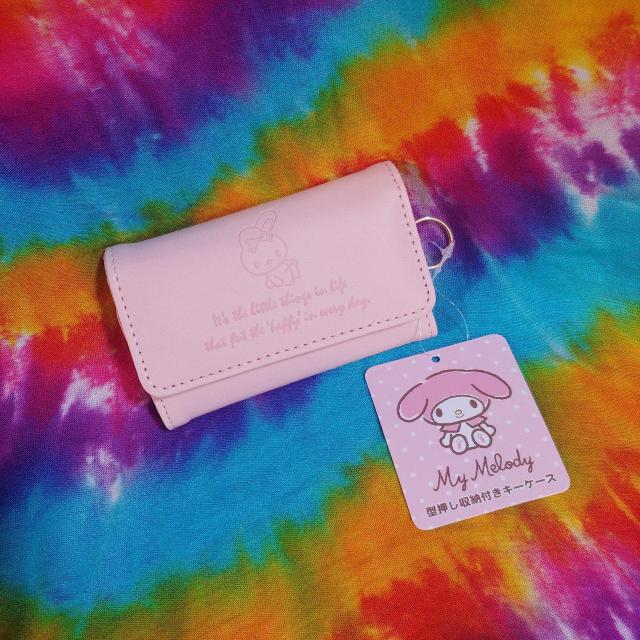 It's the little things in life
that put the 'happy' in every day.
My Melody
型押し収納付きキーケース